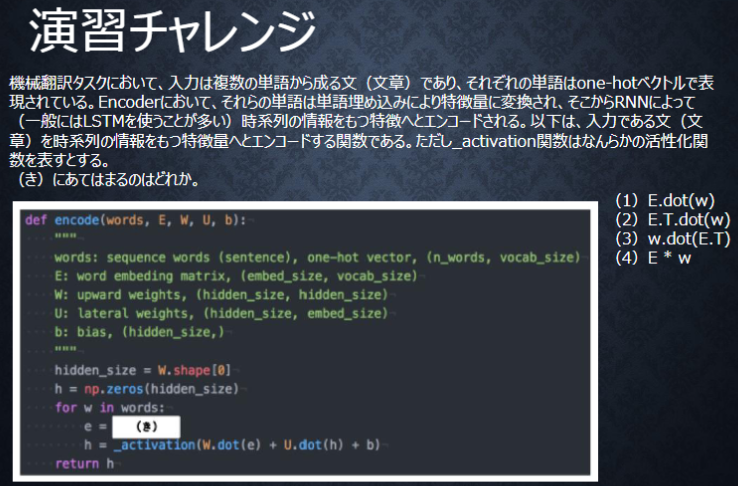 演習チャレンジ
機械翻訳タスクにおいて、入力は複数の単語から成る文（文章）であり、それぞれの単語はone-hotベクトルで表
現されている。Encoderにおいて、それらの単語は単語埋め込みにより特徴量に変換され、そこからRNNによって
（一般にはLSTMを使うことが多い）時系列の情報をもつ特徴へとエンコードされる。以下は、入力である文（文
章）を時系列の情報をもつ特徴量へとエンコードする関数である。ただし_activation関数はなんらかの活性化関
数を表すとする。
（き）にあてはまるのはどれか。
（1）E.dot(w)
（2）E.T.dot(w)
（3）w.dot(E.T)
（4）E * w
def encode(words, E, W, U, b):
"""
words: sequence words (sentence), one-hot vector, (n_words, vocab_size)
E: word embeding matrix, (embed_size, vocab_size)
W: upward weights, (hidden_size, hidden_size)
U: lateral weights, (hidden_size, embed_size)
b: bias, (hidden_size,)
"""
hidden_size = W.shape[0]
h = np.zeros(hidden_size)
for w in words:
e = （き）
h = _activation(W.dot(e) + U.dot(h) + b)
return h